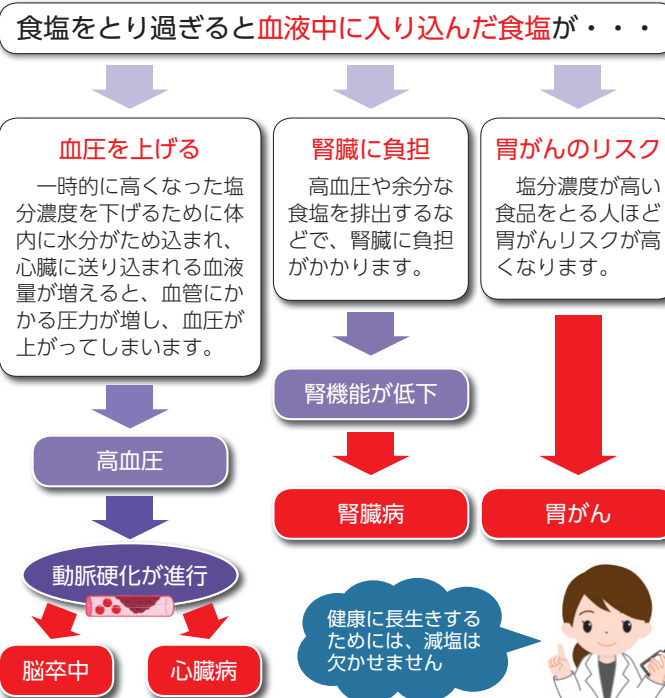 食塩をとり過ぎると血液中に入り込んだ食塩が・・・
血圧を上げる
一時的に高くなった塩
分濃度を下げるために体
内に水分がため込まれ、
心臓に送り込まれる血液
量が増えると、血管にか
かる圧力が増し、血圧が
上がってしまいます。
高血圧
動脈硬化が進行
脳卒中
心臓病
腎臓に負担
高血圧や余分な
食塩を排出するな
どで、腎臓に負担
がかかります。
腎機能が低下
腎臓病
胃がんのリスク
塩分濃度が高い
食品をとる人ほど
胃がんリスクが高
くなります。
胃がん
健康に長生きする
ためには、減塩は
欠かせません